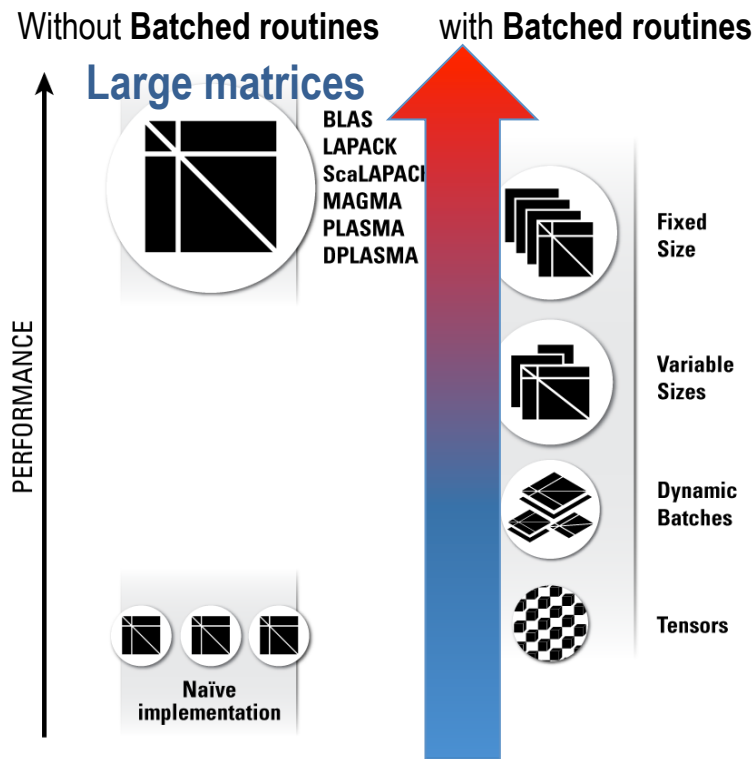 Without Batched routines
with Batched routines
Large matrices
BLAS
LAPACK
ScaLAPACK
MAGMA
PLASMA
DPLASMA
PERFORMANCE
Naïve
implementation
Fixed
Size
Variable
Sizes
Dynamic
Batches
Tensors